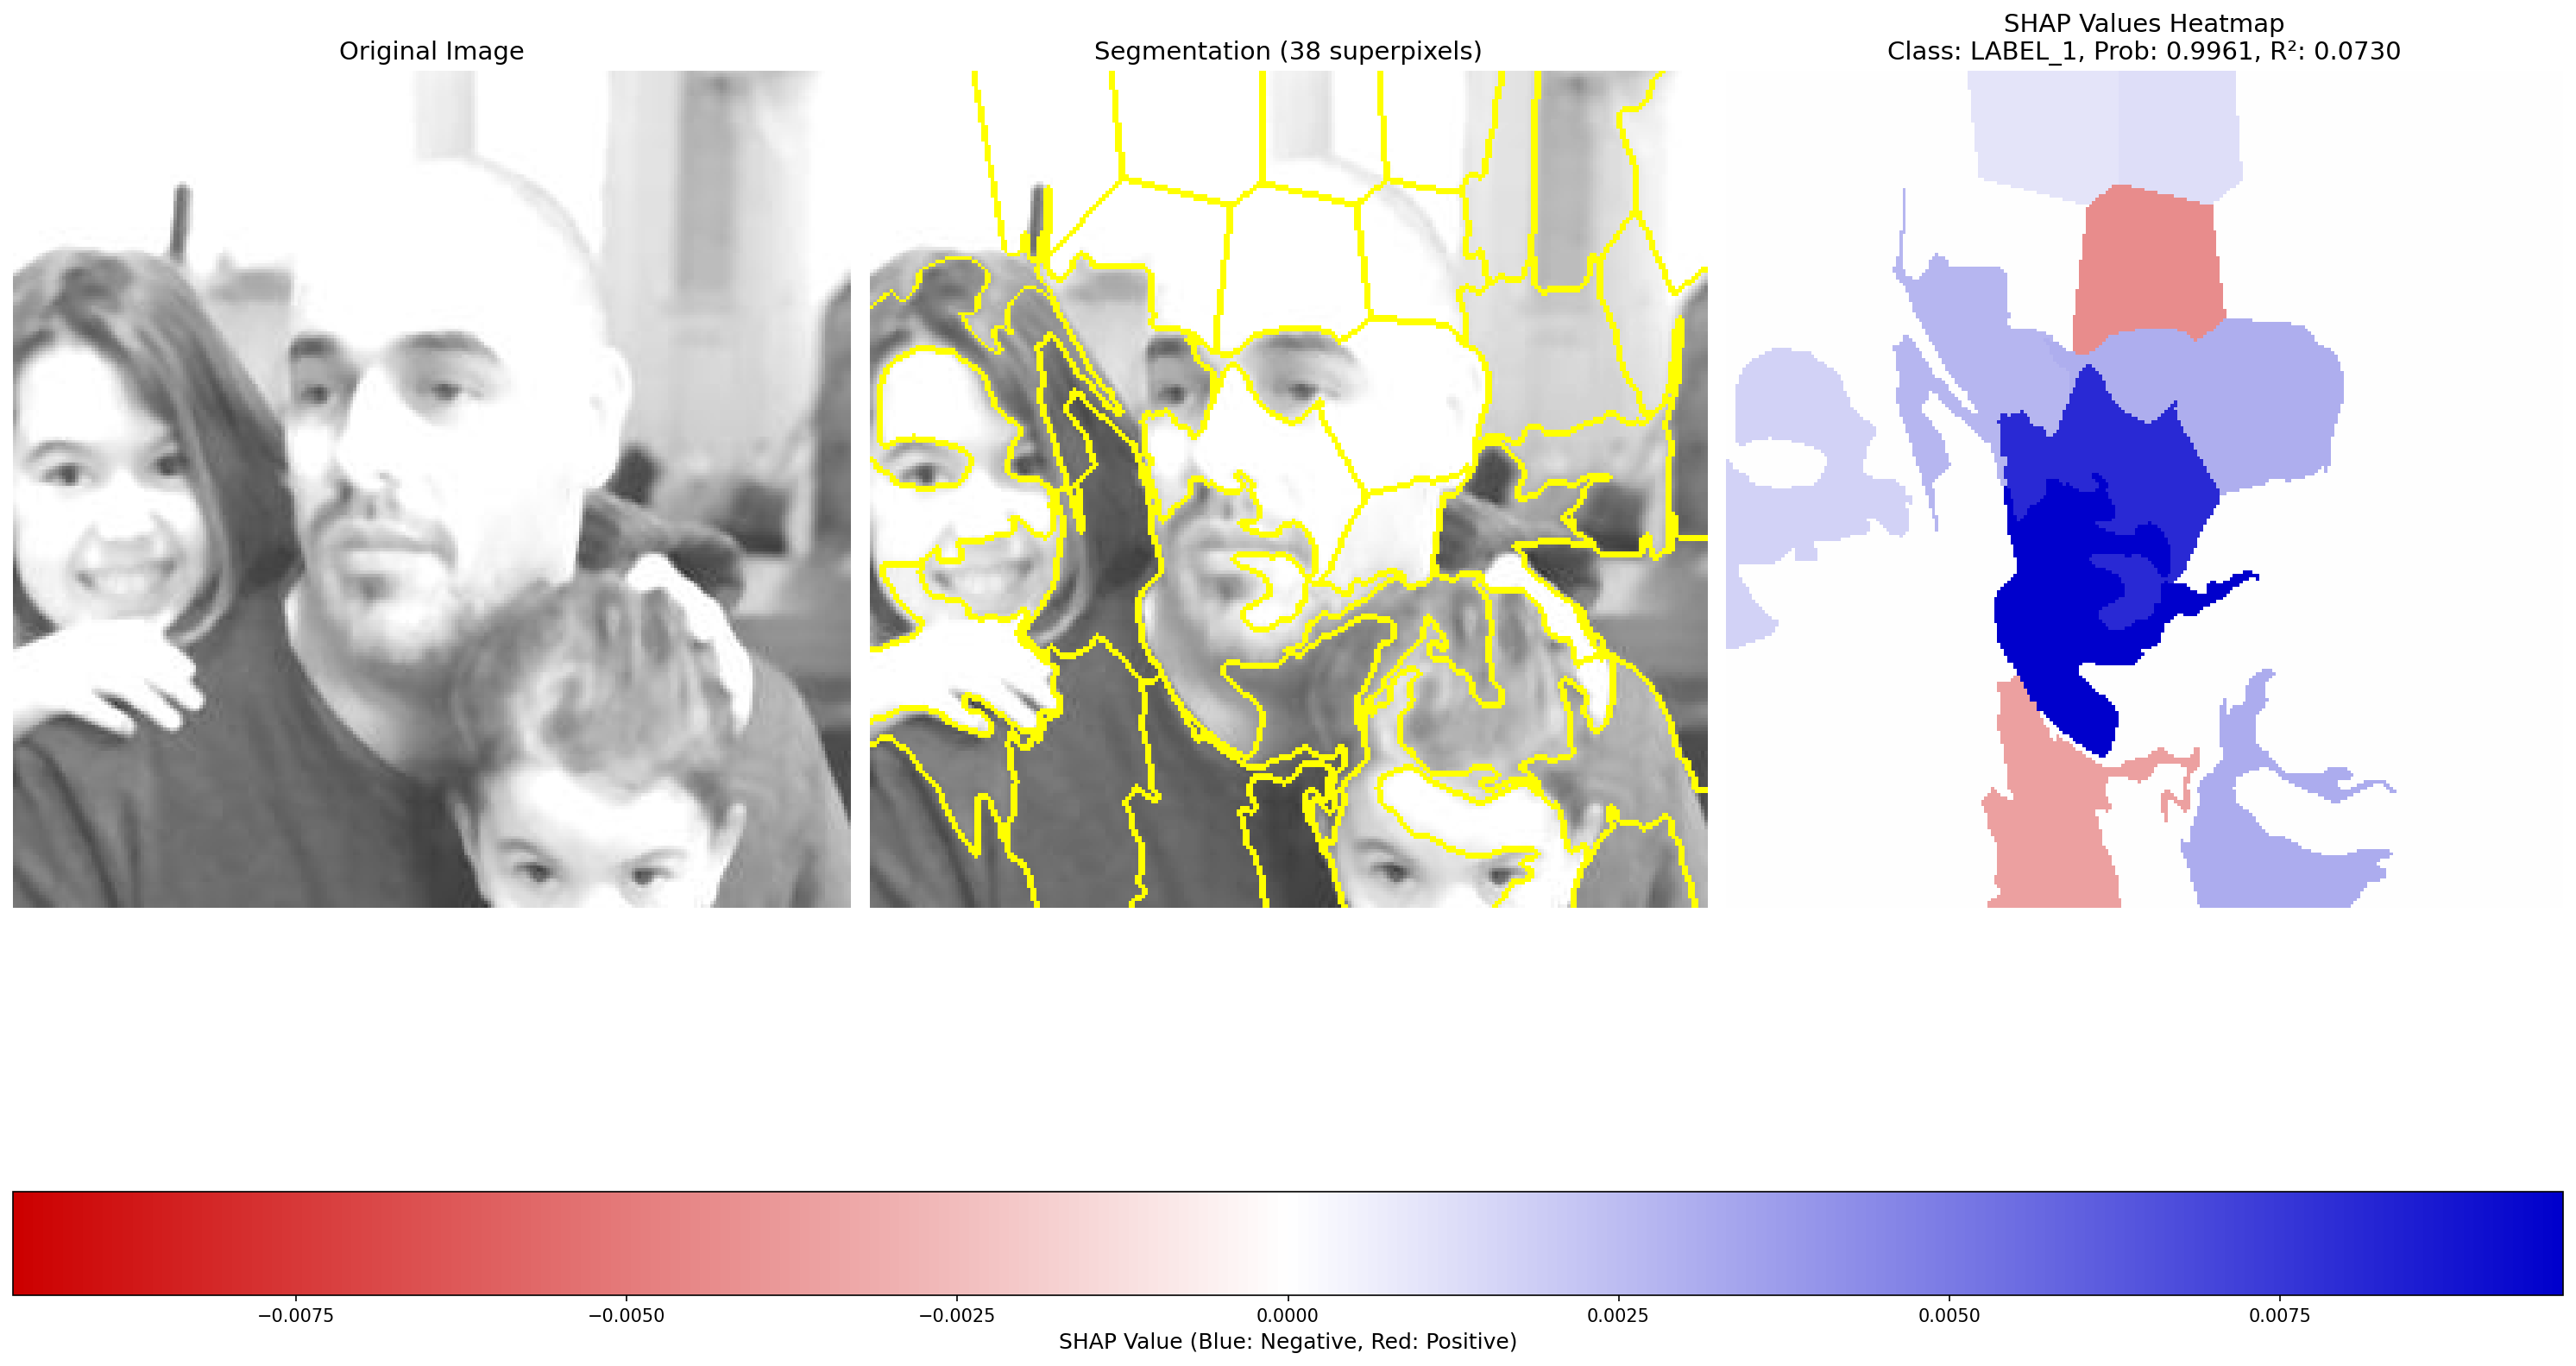 Original Image
Segmentation (38 superpixels)
SHAP Values Heatmap
Class: LABEL_1, Prob: 0.9961, R²: 0.0730
−0.0075
−0.0050
−0.0025
0.0000
0.0025
0.0050
0.0075
SHAP Value (Blue: Negative, Red: Positive)